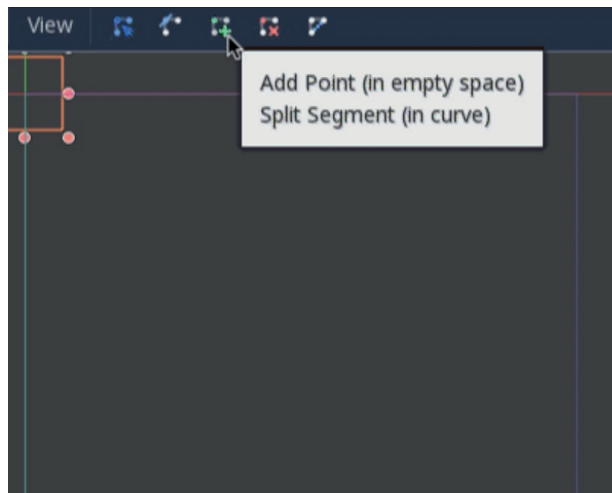 View
Add Point (in empty space)
Split Segment (in curve)